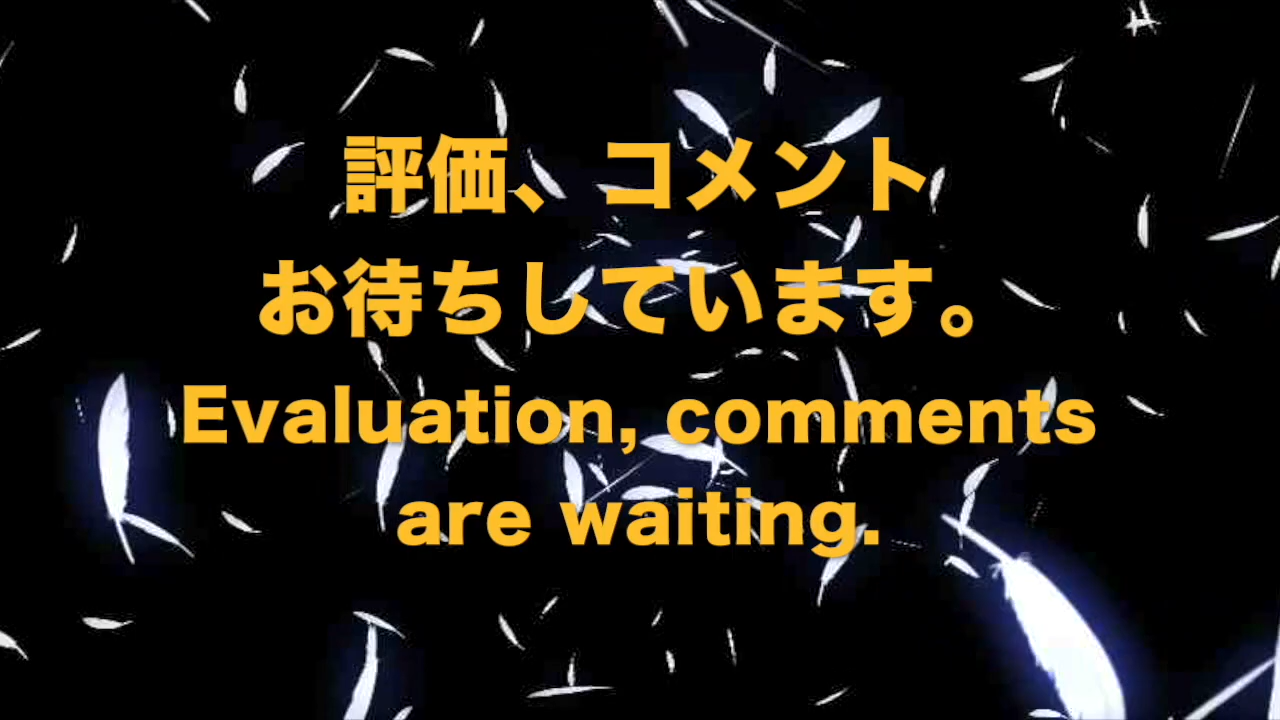 評価、コメント
お待ちしています。
Evaluation, comments
are waiting.